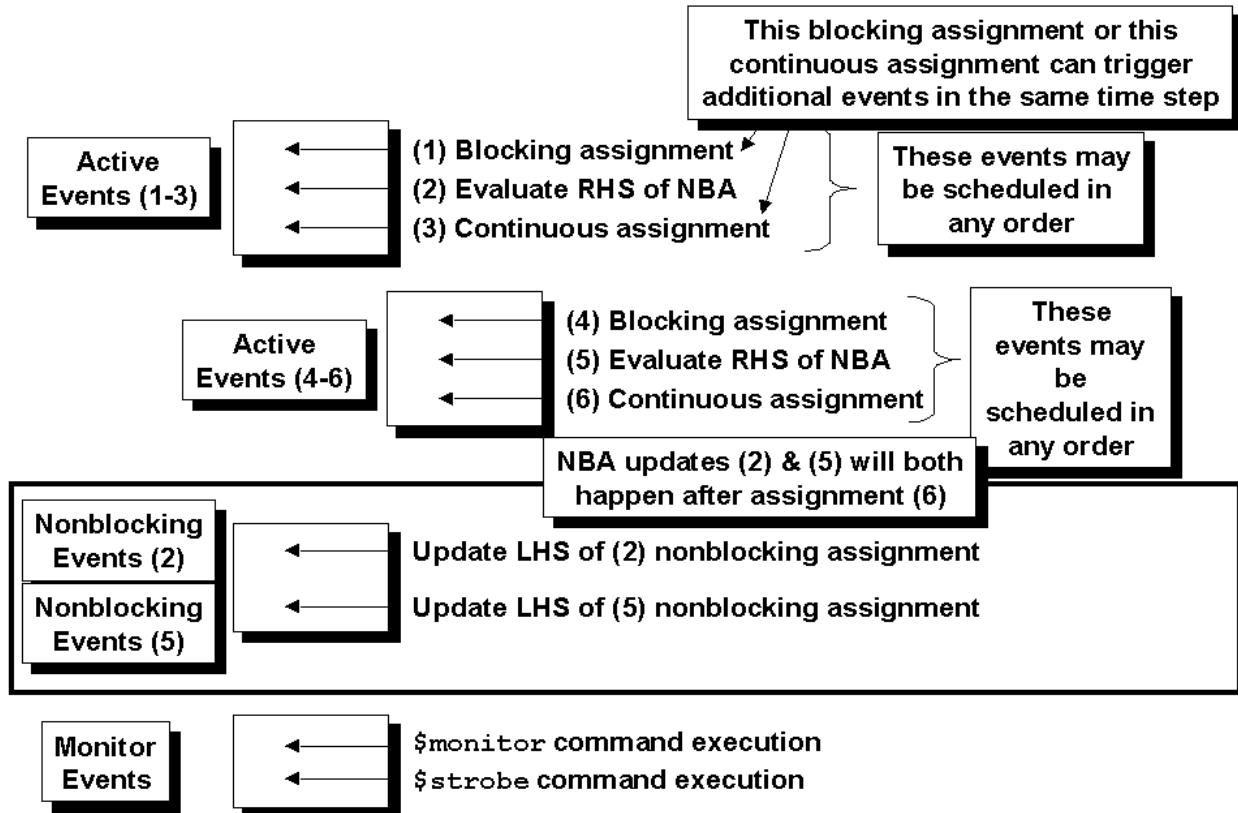 This blocking assignment or this
continuous assignment can trigger
additional events in the same time step
Active
Events (1-3)
(1) Blocking assignment
(2) Evaluate RHS of NBA
(3) Continuous assignment
These events may
be scheduled in
any order
Active
Events (4-6)
(4) Blocking assignment
(5) Evaluate RHS of NBA
(6) Continuous assignment
These
events may
be
scheduled in
any order
NBA updates (2) & (5) will both
happen after assignment (6)
Nonblocking
Events (2)
Update LHS of (2) nonblocking assignment
Nonblocking
Events (5)
Update LHS of (5) nonblocking assignment
Monitor
Events
$monitor command execution
$strobe command execution